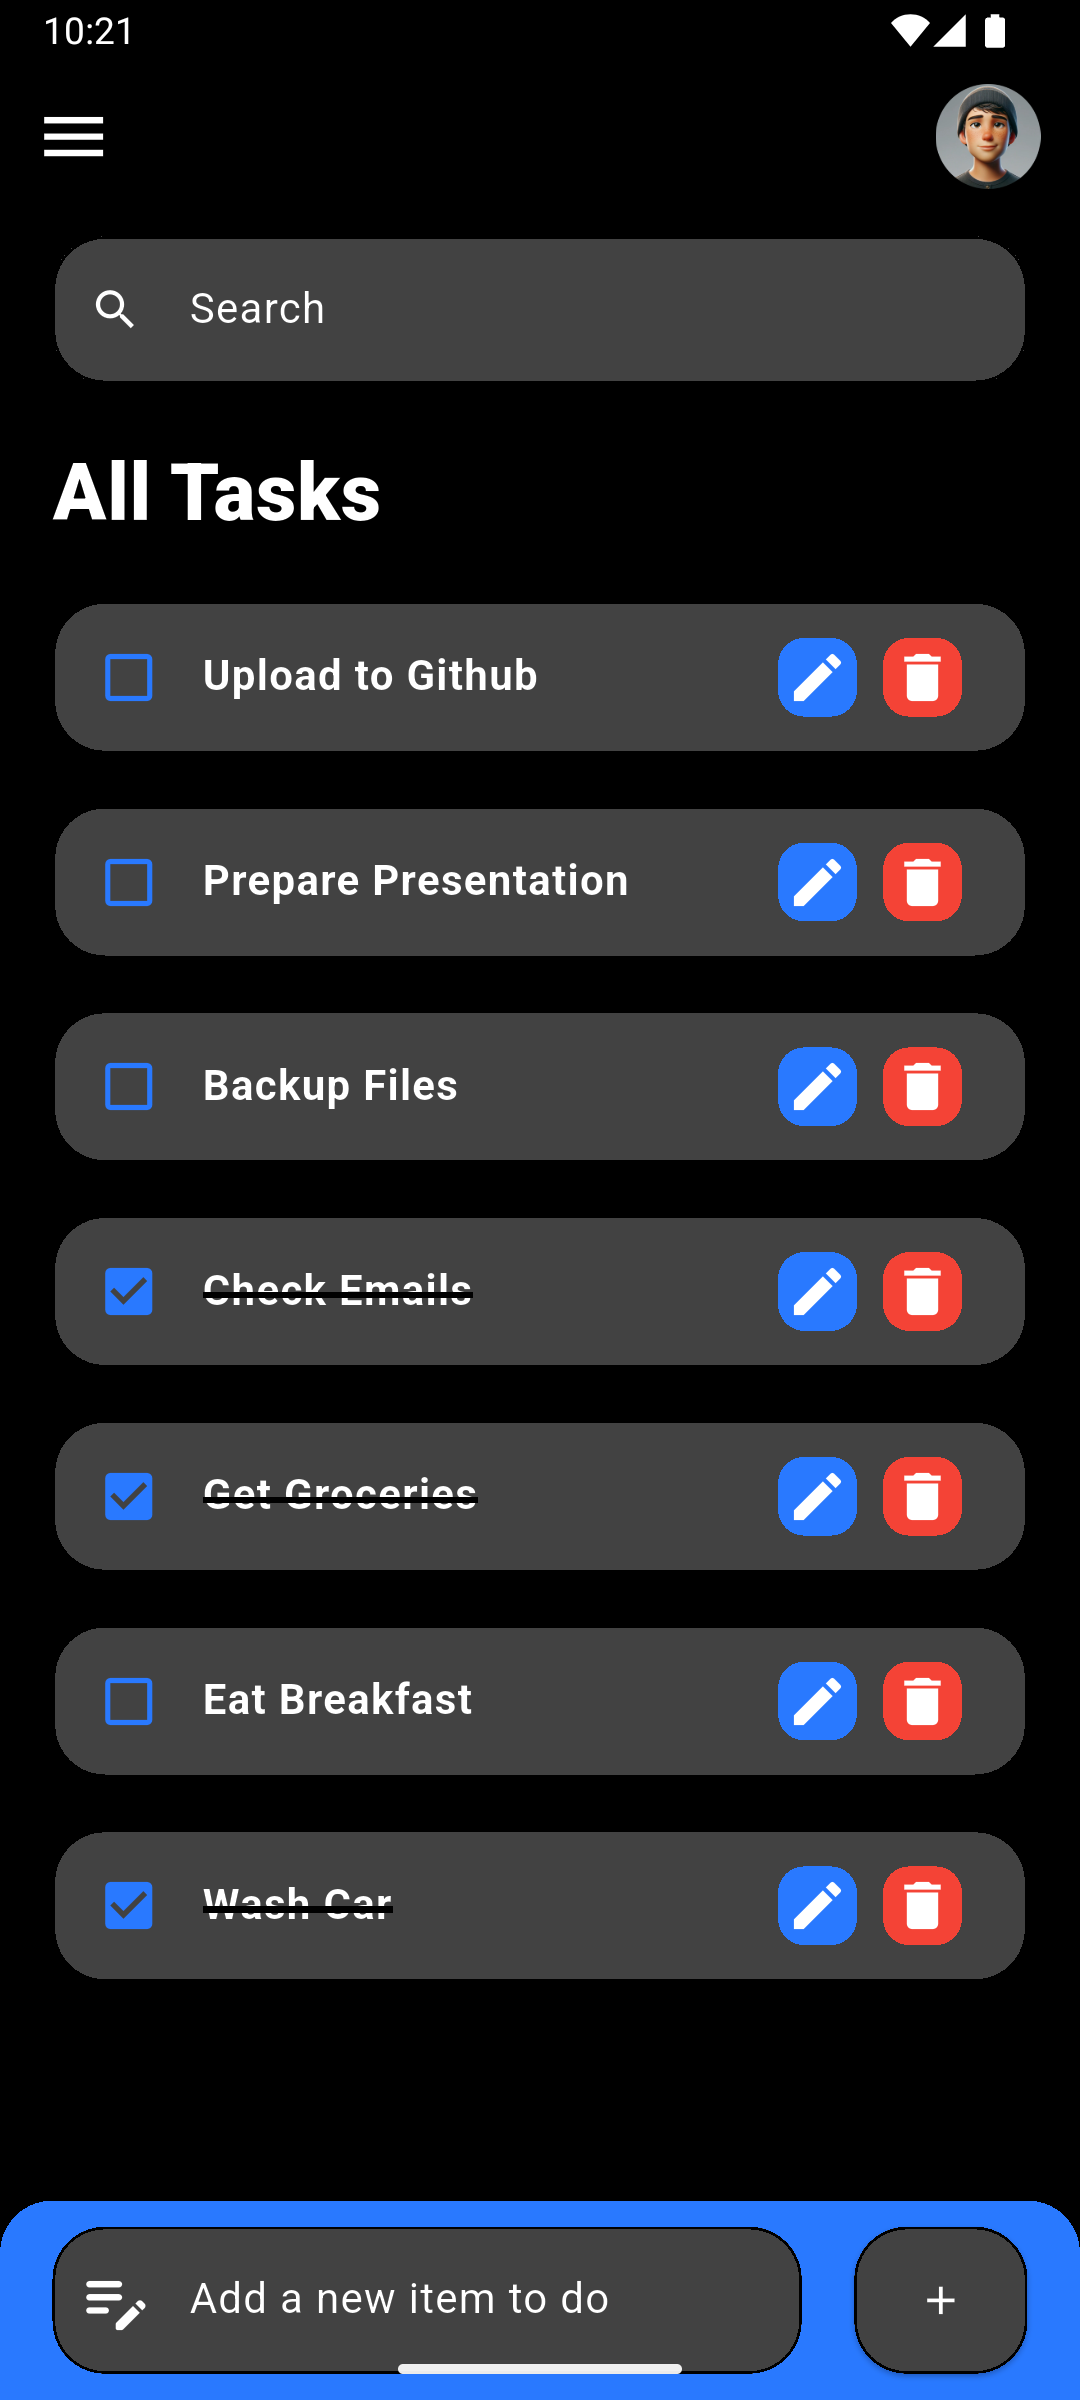 10:21
Search
All Tasks
Upload to Github
Prepare Presentation
Backup Files
Check Emails
Get Groceries
Eat Breakfast
Wash Car
Add a new item to do
+